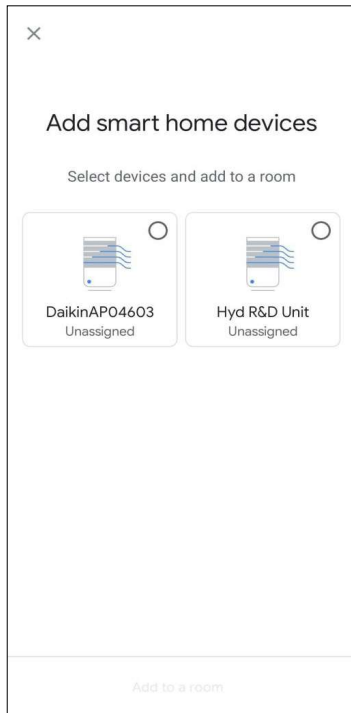 Add smart home devices
Select devices and add to a room
DaikinAP04603
Unassigned
Hyd R&D Unit
Unassigned
Add to a room